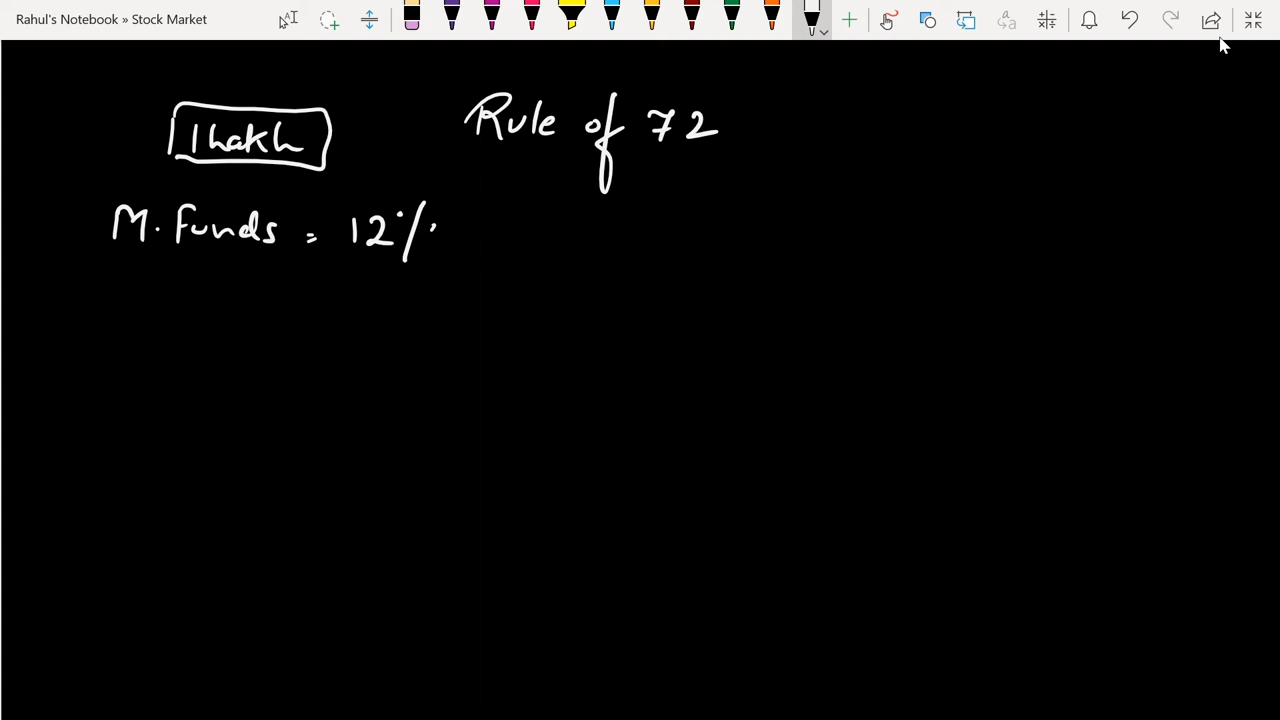 Rahul's Notebook » Stock Market
1 lakh
Rule of 72
M. Funds = 12%